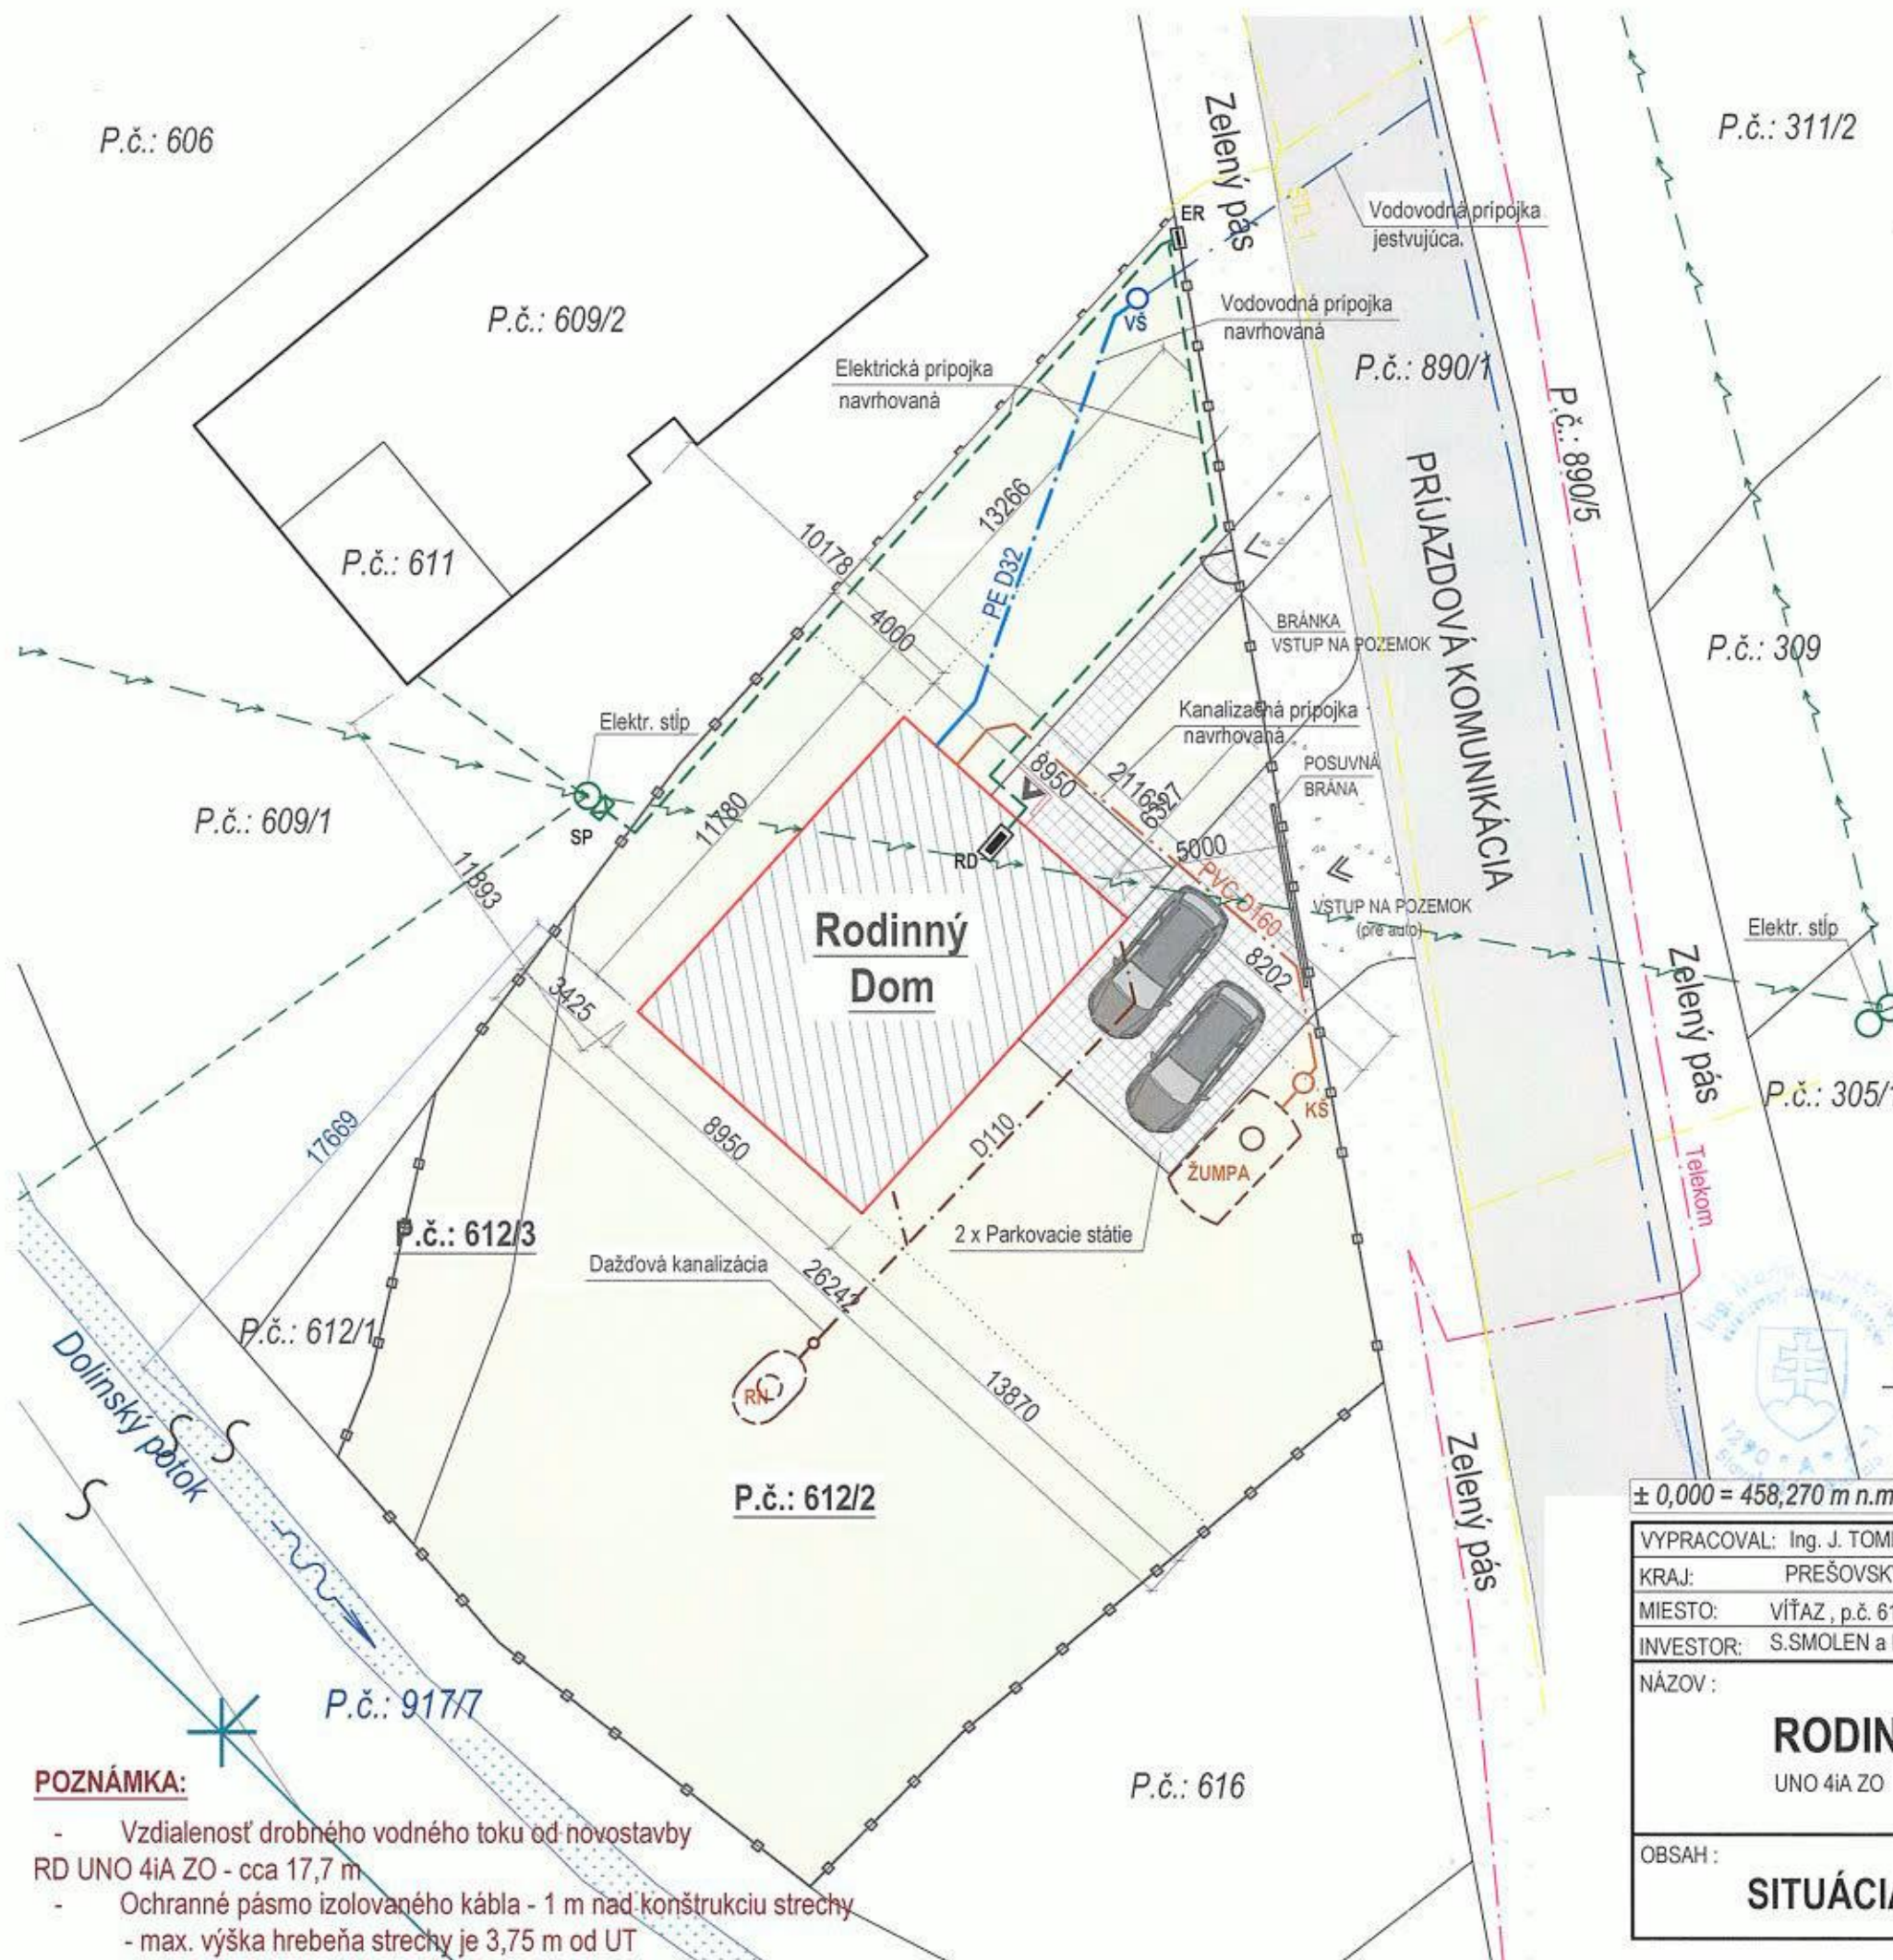 P.č.: 606
P.č.: 311/2
Zelený pás
ER
Vodovodná prípojka
jestvujúca.
STL
P.č.: 609/2
VŠ
Vodovodná prípojka
navrhovaná
Elektrická prípojka
navrhovaná
P.č.: 890/1
P.č.: 890/5
PRÍJAZDOVÁ KOMUNIKÁCIA
13266
10178
PE D32
P.č.: 611
4000
BRÁNKA
VSTUP NA POZEMOK
P.č.: 309
Elektr. stĺp
Kanalizačná prípojka
navrhovaná
8950
6327
POSUVNÁ
BRÁNA
P.č.: 609/1
SP
11780
RD
5000
PVC D160
11893
Rodinný
Dom
VSTUP NA POZEMOK
(pre auto)
Elektr. stĺp
Zelený pás
8202
3425
17669
8950
D110
KŠ
P.č.: 305/1
ŽUMPA
Telekom
P.č.: 612/3
2 x Parkovacie státie
Dažďová kanalizácia
26242
P.č.: 612/1
Dolinský potok
RN
13870
P.č.: 612/2
Zelený pás
± 0,000 = 458,270 m n.m
VYPRACOVAL: Ing. J. TOM
KRAJ: PREŠOVSK
MIESTO: VÍŤAZ , p.č. 61
INVESTOR: S.SMOLEN a
NÁZOV :
RODIN
UNO 4iA ZO
OBSAH :
SITUÁCIA
P.č.: 917/7
P.č.: 616
POZNÁMKA:
- Vzdialenosť drobného vodného toku od novostavby
RD UNO 4iA ZO - cca 17,7 m
- Ochranné pásmo izolovaného kábla - 1 m nad konštrukciu strechy
- max. výška hrebeňa strechy je 3,75 m od UT